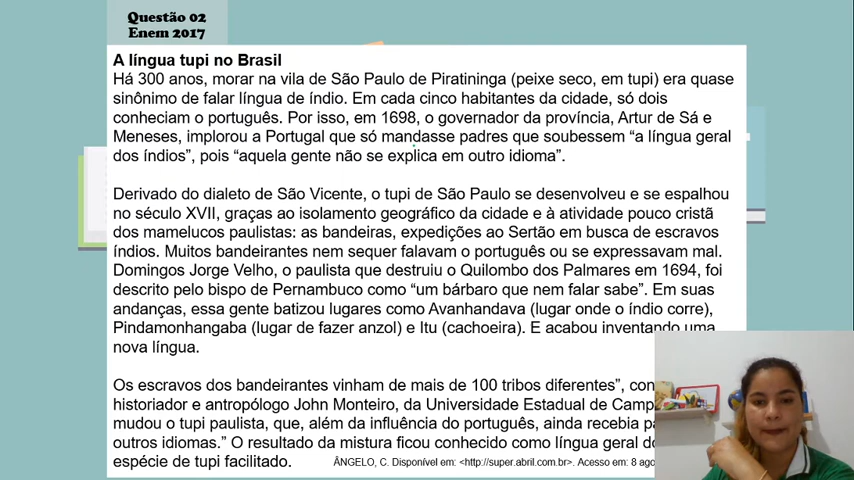 Questão 02
Enem 2017
A língua tupi no Brasil
Há 300 anos, morar na vila de São Paulo de Piratininga (peixe seco, em tupi) era quase
sinônimo de falar língua de índio. Em cada cinco habitantes da cidade, só dois
conheciam o português. Por isso, em 1698, o governador da província, Artur de Sá e
Meneses, implorou a Portugal que só mandasse padres que soubessem “a língua geral
dos índios”, pois “aquela gente não se explica em outro idioma”.
Derivado do dialeto de São Vicente, o tupi de São Paulo se desenvolveu e se espalhou
no século XVII, graças ao isolamento geográfico da cidade e à atividade pouco cristã
dos mamelucos paulistas: as bandeiras, expedições ao Sertão em busca de escravos
índios. Muitos bandeirantes nem sequer falavam o português ou se expressavam mal.
Domingos Jorge Velho, o paulista que destruiu o Quilombo dos Palmares em 1694, foi
descrito pelo bispo de Pernambuco como “um bárbaro que nem falar sabe”. Em suas
andanças, essa gente batizou lugares como Avanhandava (lugar onde o índio corre),
Pindamonhangaba (lugar de fazer anzol) e Itu (cachoeira). E acabou inventando uma
nova língua.
Os escravos dos bandeirantes vinham de mais de 100 tribos diferentes”,
historiador e antropólogo John Monteiro, da Universidade Estadual de
mudou o tupi paulista, que, além da influência do português, ainda recebia
outros idiomas.” O resultado da mistura ficou conhecido como língua geral
espécie de tupi facilitado.
ÂNGELO, C. Disponível em: <http://super.abril.com.br>. Acesso em: 8